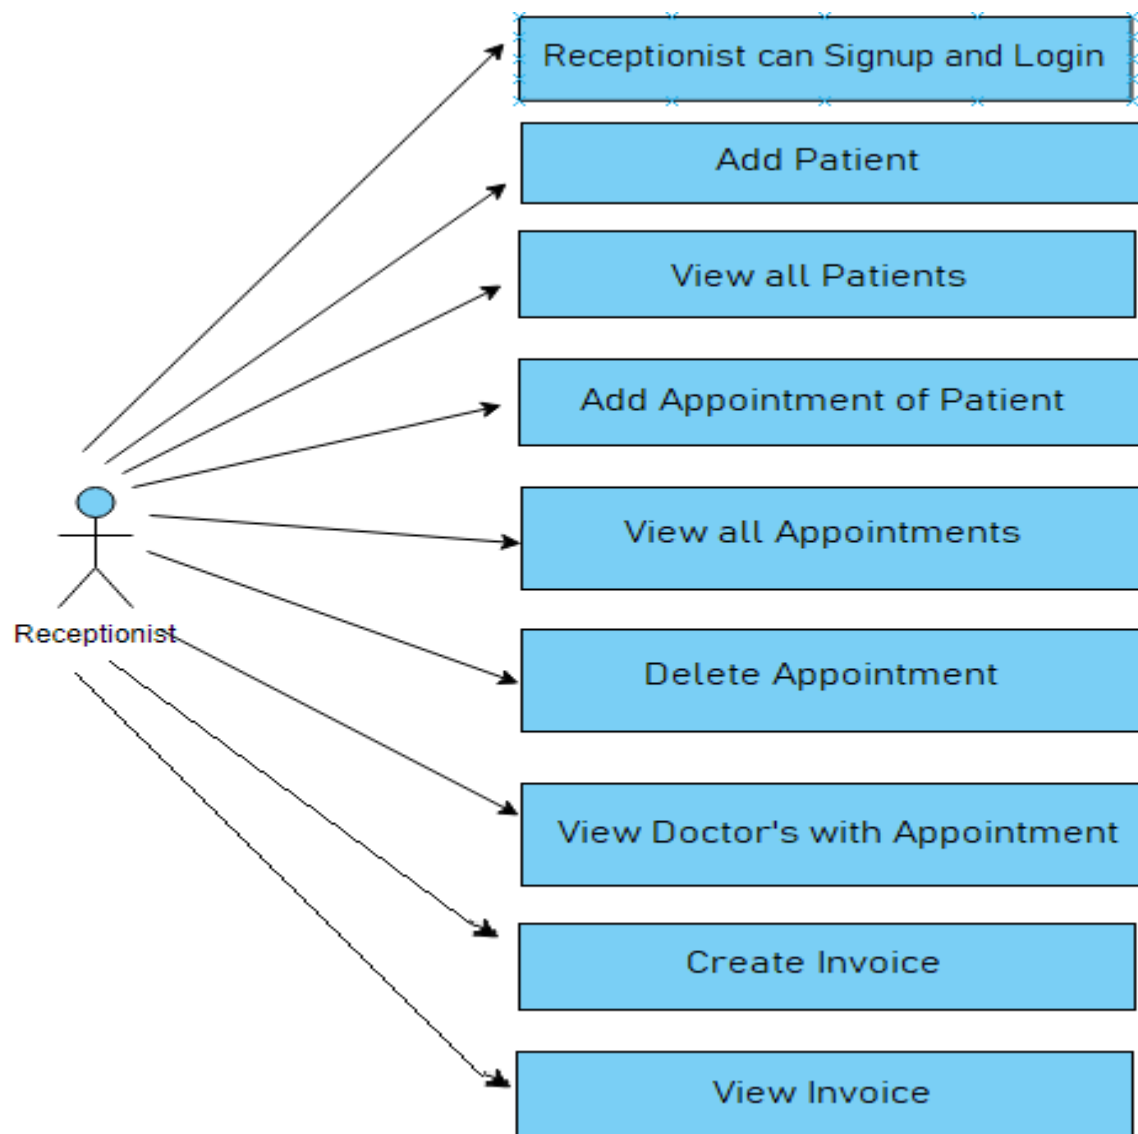 Receptionist can Signup and Login
Add Patient
View all Patients
Add Appointment of Patient
View all Appointments
Delete Appointment
Receptionist
View Doctor's with Appointment
Create Invoice
View Invoice